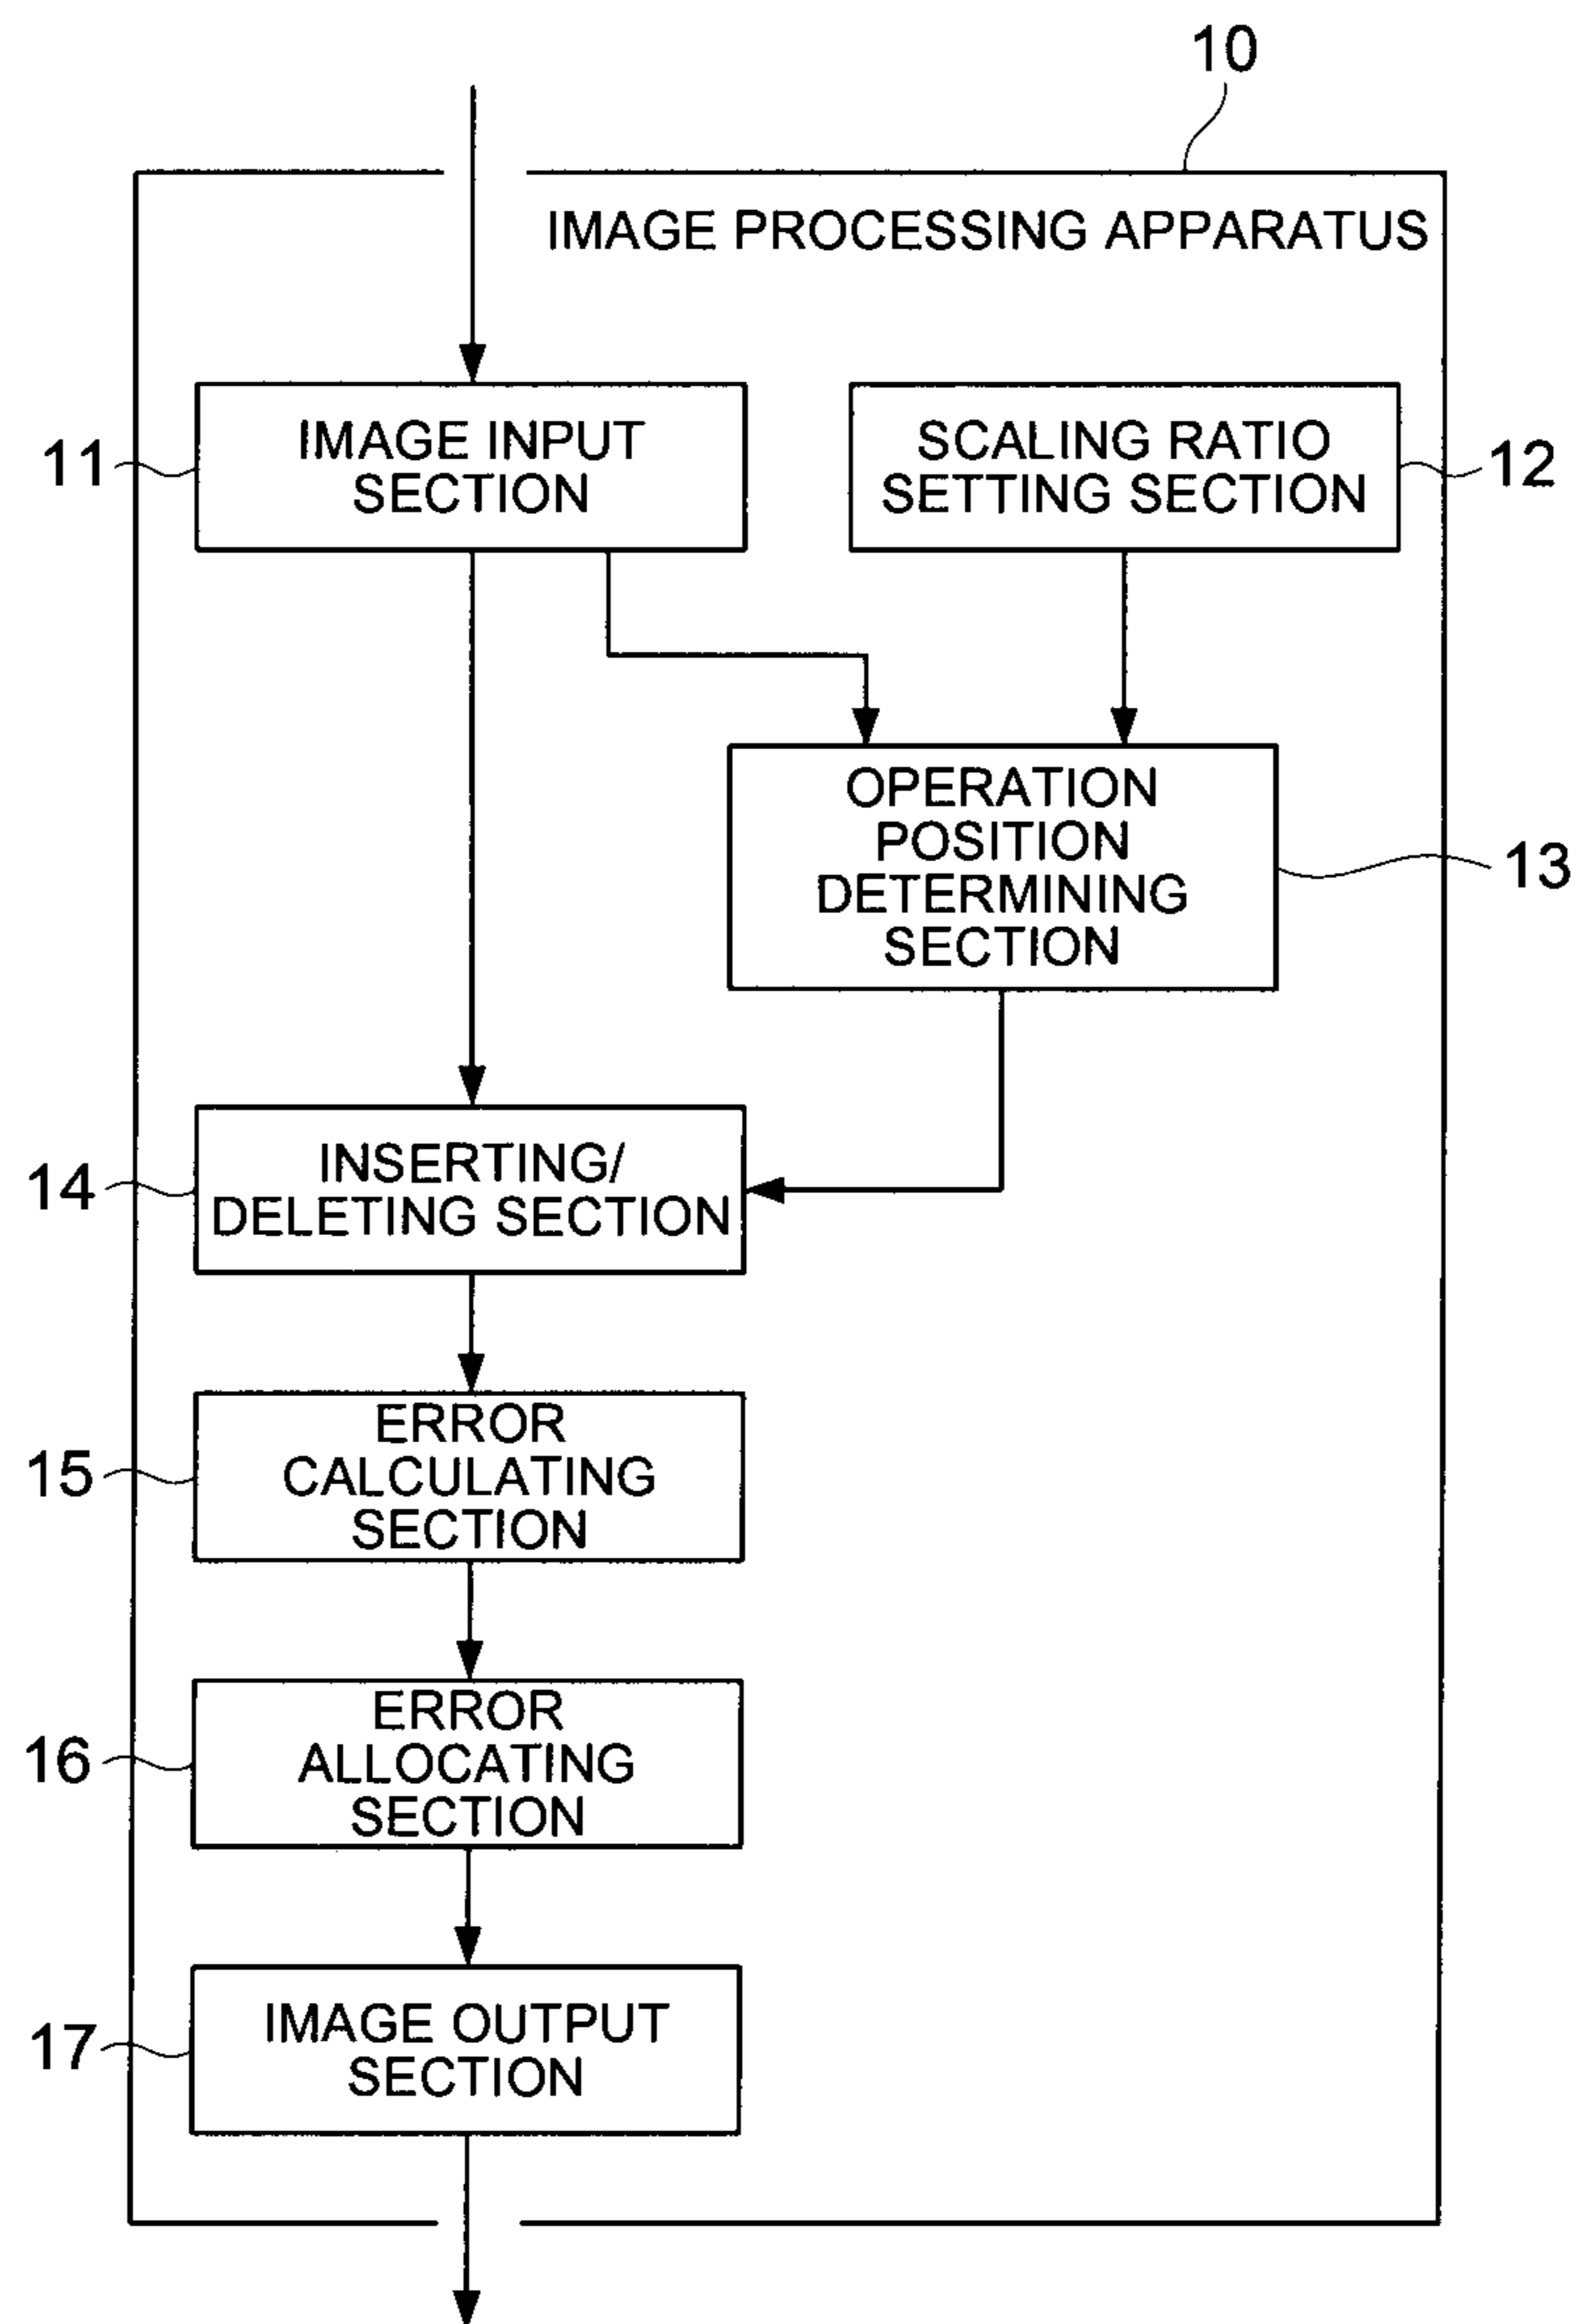 10
IMAGE PROCESSING APPARATUS
11
IMAGE INPUT
SECTION
SCALING RATIO
SETTING SECTION
12
OPERATION
POSITION
DETERMINING
SECTION
13
14
INSERTING/
DELETING SECTION
15
ERROR
CALCULATING
SECTION
16
ERROR
ALLOCATING
SECTION
17
IMAGE OUTPUT
SECTION